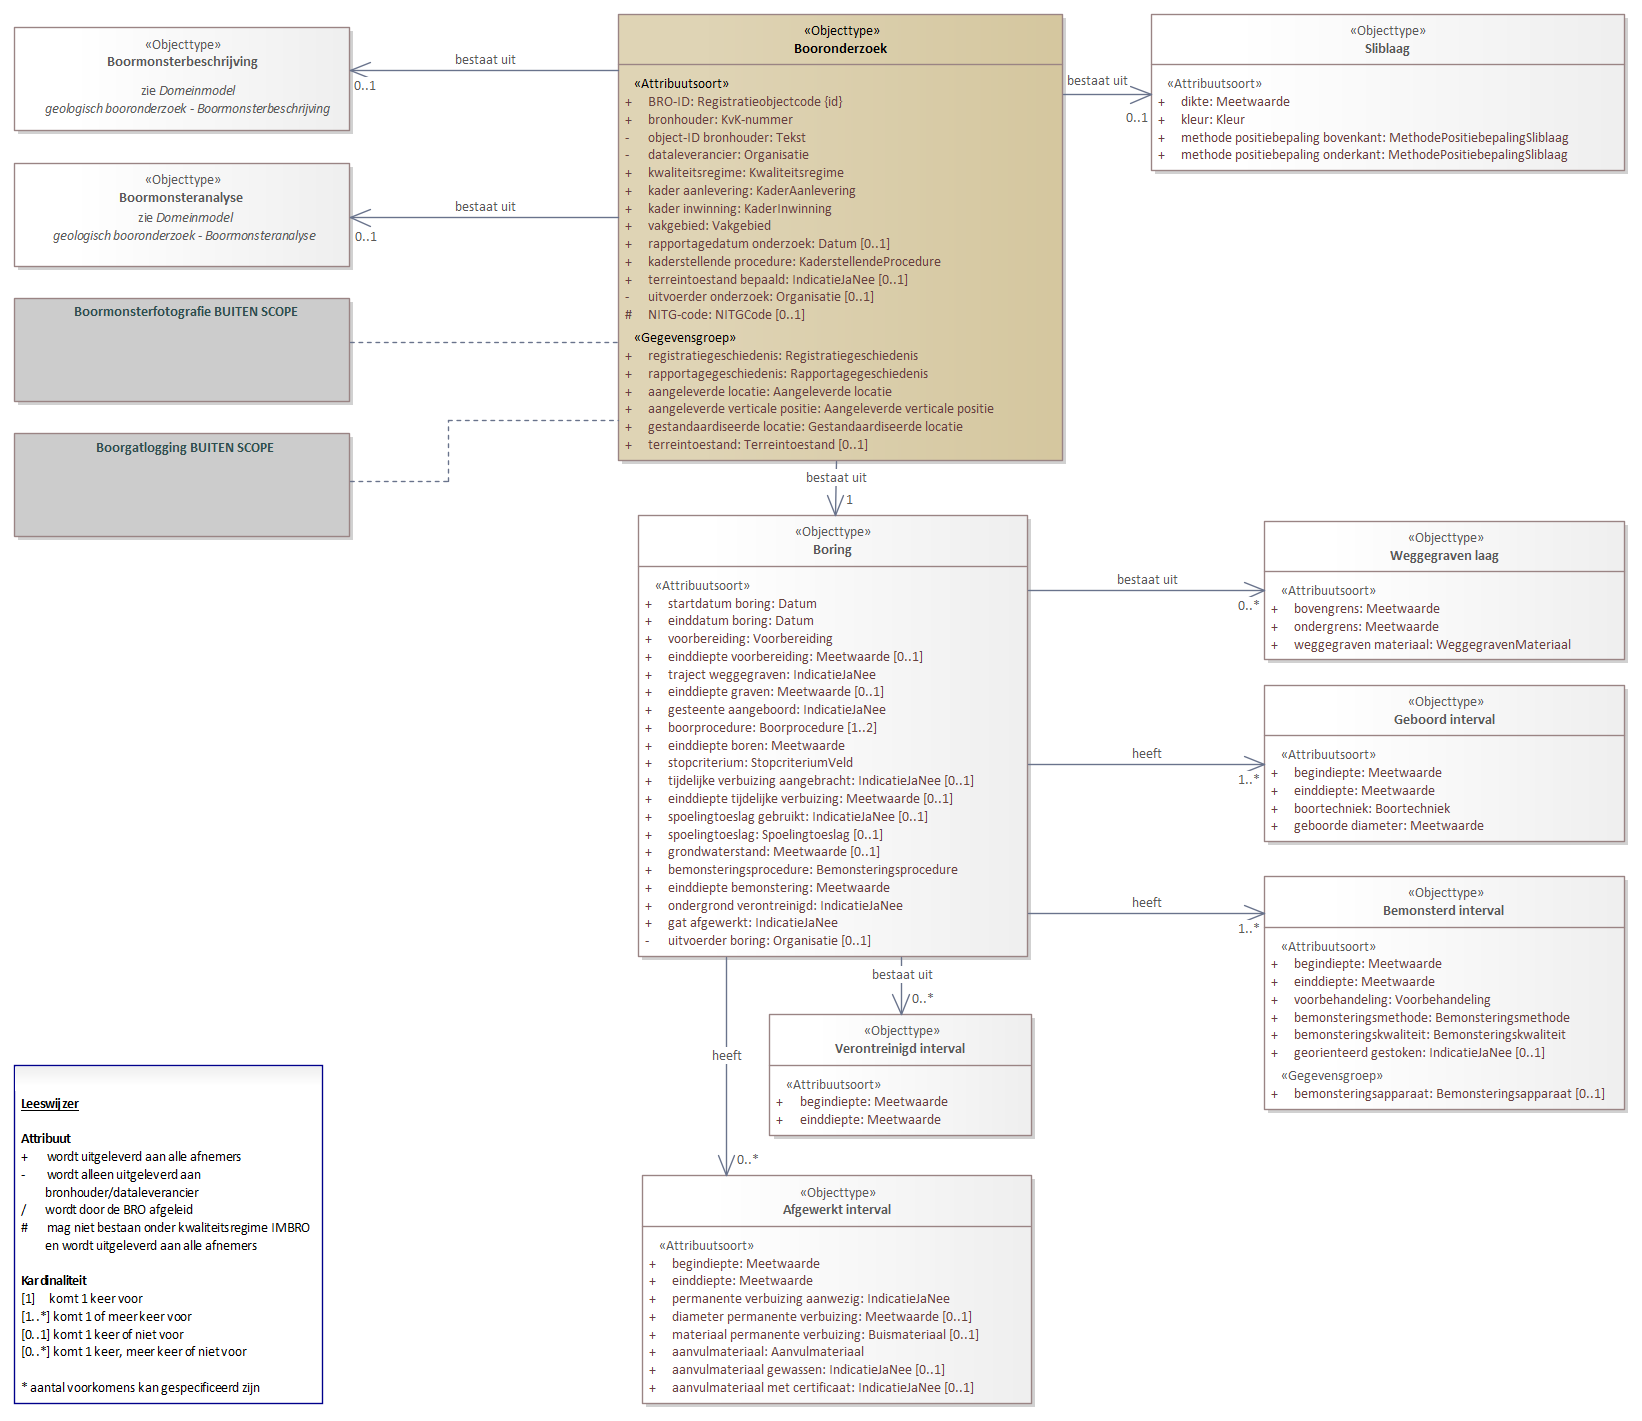 «Objecttype»
Boormonsterbeschrijving
zie Domeinmodel
geologisch booronderzoek - Boormonsterbeschrijving
«Objecttype»
Boormonsteranalyse
zie Domeinmodel
geologisch booronderzoek - Boormonsteranalyse
Boormonsterfotografie BUITEN SCOPE
Boorgatlogging BUITEN SCOPE
bestaat uit
0..1
bestaat uit
0..1
«Objecttype»
Booronderzoek
«Attribuutsoort»
+ BRO-ID: Registratieobjectcode {id}
+ bronhouder: KvK-nummer
- object-ID bronhouder: Tekst
- dataleverancier: Organisatie
+ kwaliteitsregime: Kwaliteitsregime
+ kader aanlevering: KaderAanlevering
+ kader inwinning: KaderInwinning
+ vakgebied: Vakgebied
+ rapportagedatum onderzoek: Datum [0..1]
+ kaderstellende procedure: KaderstellendeProcedure
+ terreintoestand bepaald: IndicatieJaNee [0..1]
- uitvoerder onderzoek: Organisatie [0..1]
# NITG-code: NITGCode [0..1]
«Gegevensgroep»
+ registratiegeschiedenis: Registratiegeschiedenis
+ rapportagegeschiedenis: Rapportagegeschiedenis
+ aangeleverde locatie: Aangeleverde locatie
+ aangeleverde verticale positie: Aangeleverde verticale positie
+ gestandaardiseerde locatie: Gestandaardiseerde locatie
+ terreintoestand: Terreintoestand [0..1]
bestaat uit
0..1
«Objecttype»
Sliblaag
«Attribuutsoort»
+ dikte: Meetwaarde
+ kleur: Kleur
+ methode positiebepaling bovenkant: MethodePositiebepalingSliblaag
+ methode positiebepaling onderkant: MethodePositiebepalingSliblaag
bestaat uit
1
«Objecttype»
Boring
«Attribuutsoort»
+ startdatum boring: Datum
+ einddatum boring: Datum
+ voorbereiding: Voorbereiding
+ einddiepte voorbereiding: Meetwaarde [0..1]
+ traject weggegraven: IndicatieJaNee
+ einddiepte graven: Meetwaarde [0..1]
+ gesteente aangeboord: IndicatieJaNee
+ boorprocedure: Boorprocedure [1..2]
+ einddiepte boren: Meetwaarde
+ stopcriterium: StopcriteriumVeld
+ tijdelijke verbuizing aangebracht: IndicatieJaNee [0..1]
+ einddiepte tijdelijke verbuizing: Meetwaarde [0..1]
+ spoelingtoeslag gebruikt: IndicatieJaNee [0..1]
+ spoelingtoeslag: Spoelingtoeslag [0..1]
+ grondwaterstand: Meetwaarde [0..1]
+ bemonsteringsprocedure: Bemonsteringsprocedure
+ einddiepte bemonstering: Meetwaarde
+ ondergrond verontreinigd: IndicatieJaNee
+ gat afgewerkt: IndicatieJaNee
- uitvoerder boring: Organisatie [0..1]
bestaat uit
0..*
«Objecttype»
Weggegraven laag
«Attribuutsoort»
+ bovengrens: Meetwaarde
+ ondergrens: Meetwaarde
+ weggegraven materiaal: WeggegravenMateriaal
heeft
1..*
«Objecttype»
Geboord interval
«Attribuutsoort»
+ begindiepte: Meetwaarde
+ einddiepte: Meetwaarde
+ boortechniek: Boortechniek
+ geboorde diameter: Meetwaarde
heeft
1..*
«Objecttype»
Bemonsterd interval
«Attribuutsoort»
+ begindiepte: Meetwaarde
+ einddiepte: Meetwaarde
+ voorbehandeling: Voorbehandeling
+ bemonsteringsmethode: Bemonsteringsmethode
+ bemonsteringskwaliteit: Bemonsteringskwaliteit
+ georienteerd gestoken: IndicatieJaNee [0..1]
«Gegevensgroep»
+ bemonsteringsapparaat: Bemonsteringsapparaat [0..1]
bestaat uit
0..*
«Objecttype»
Verontreinigd interval
«Attribuutsoort»
+ begindiepte: Meetwaarde
+ einddiepte: Meetwaarde
heeft
0..*
«Objecttype»
Afgewerkt interval
«Attribuutsoort»
+ begindiepte: Meetwaarde
+ einddiepte: Meetwaarde
+ permanente verbuizing aanwezig: IndicatieJaNee
+ diameter permanente verbuizing: Meetwaarde [0..1]
+ materiaal permanente verbuizing: Buismateriaal [0..1]
+ aanvulmateriaal: Aanvulmateriaal
+ aanvulmateriaal gewassen: IndicatieJaNee [0..1]
+ aanvulmateriaal met certificaat: IndicatieJaNee [0..1]
Leeswijzer
Attribuut
+ wordt uitgeleverd aan alle afnemers
- wordt alleen uitgeleverd aan
bronhouder/dataleverancier
/ wordt door de BRO afgeleid
# mag niet bestaan onder kwaliteitsregime IMBRO
en wordt uitgeleverd aan alle afnemers
Kardinaliteit
[1] komt 1 keer voor
[1..*] komt 1 of meer keer voor
[0..1] komt 1 keer of niet voor
[0..*] komt 1 keer, meer keer of niet voor
* aantal voorkomens kan gespecificeerd zijn